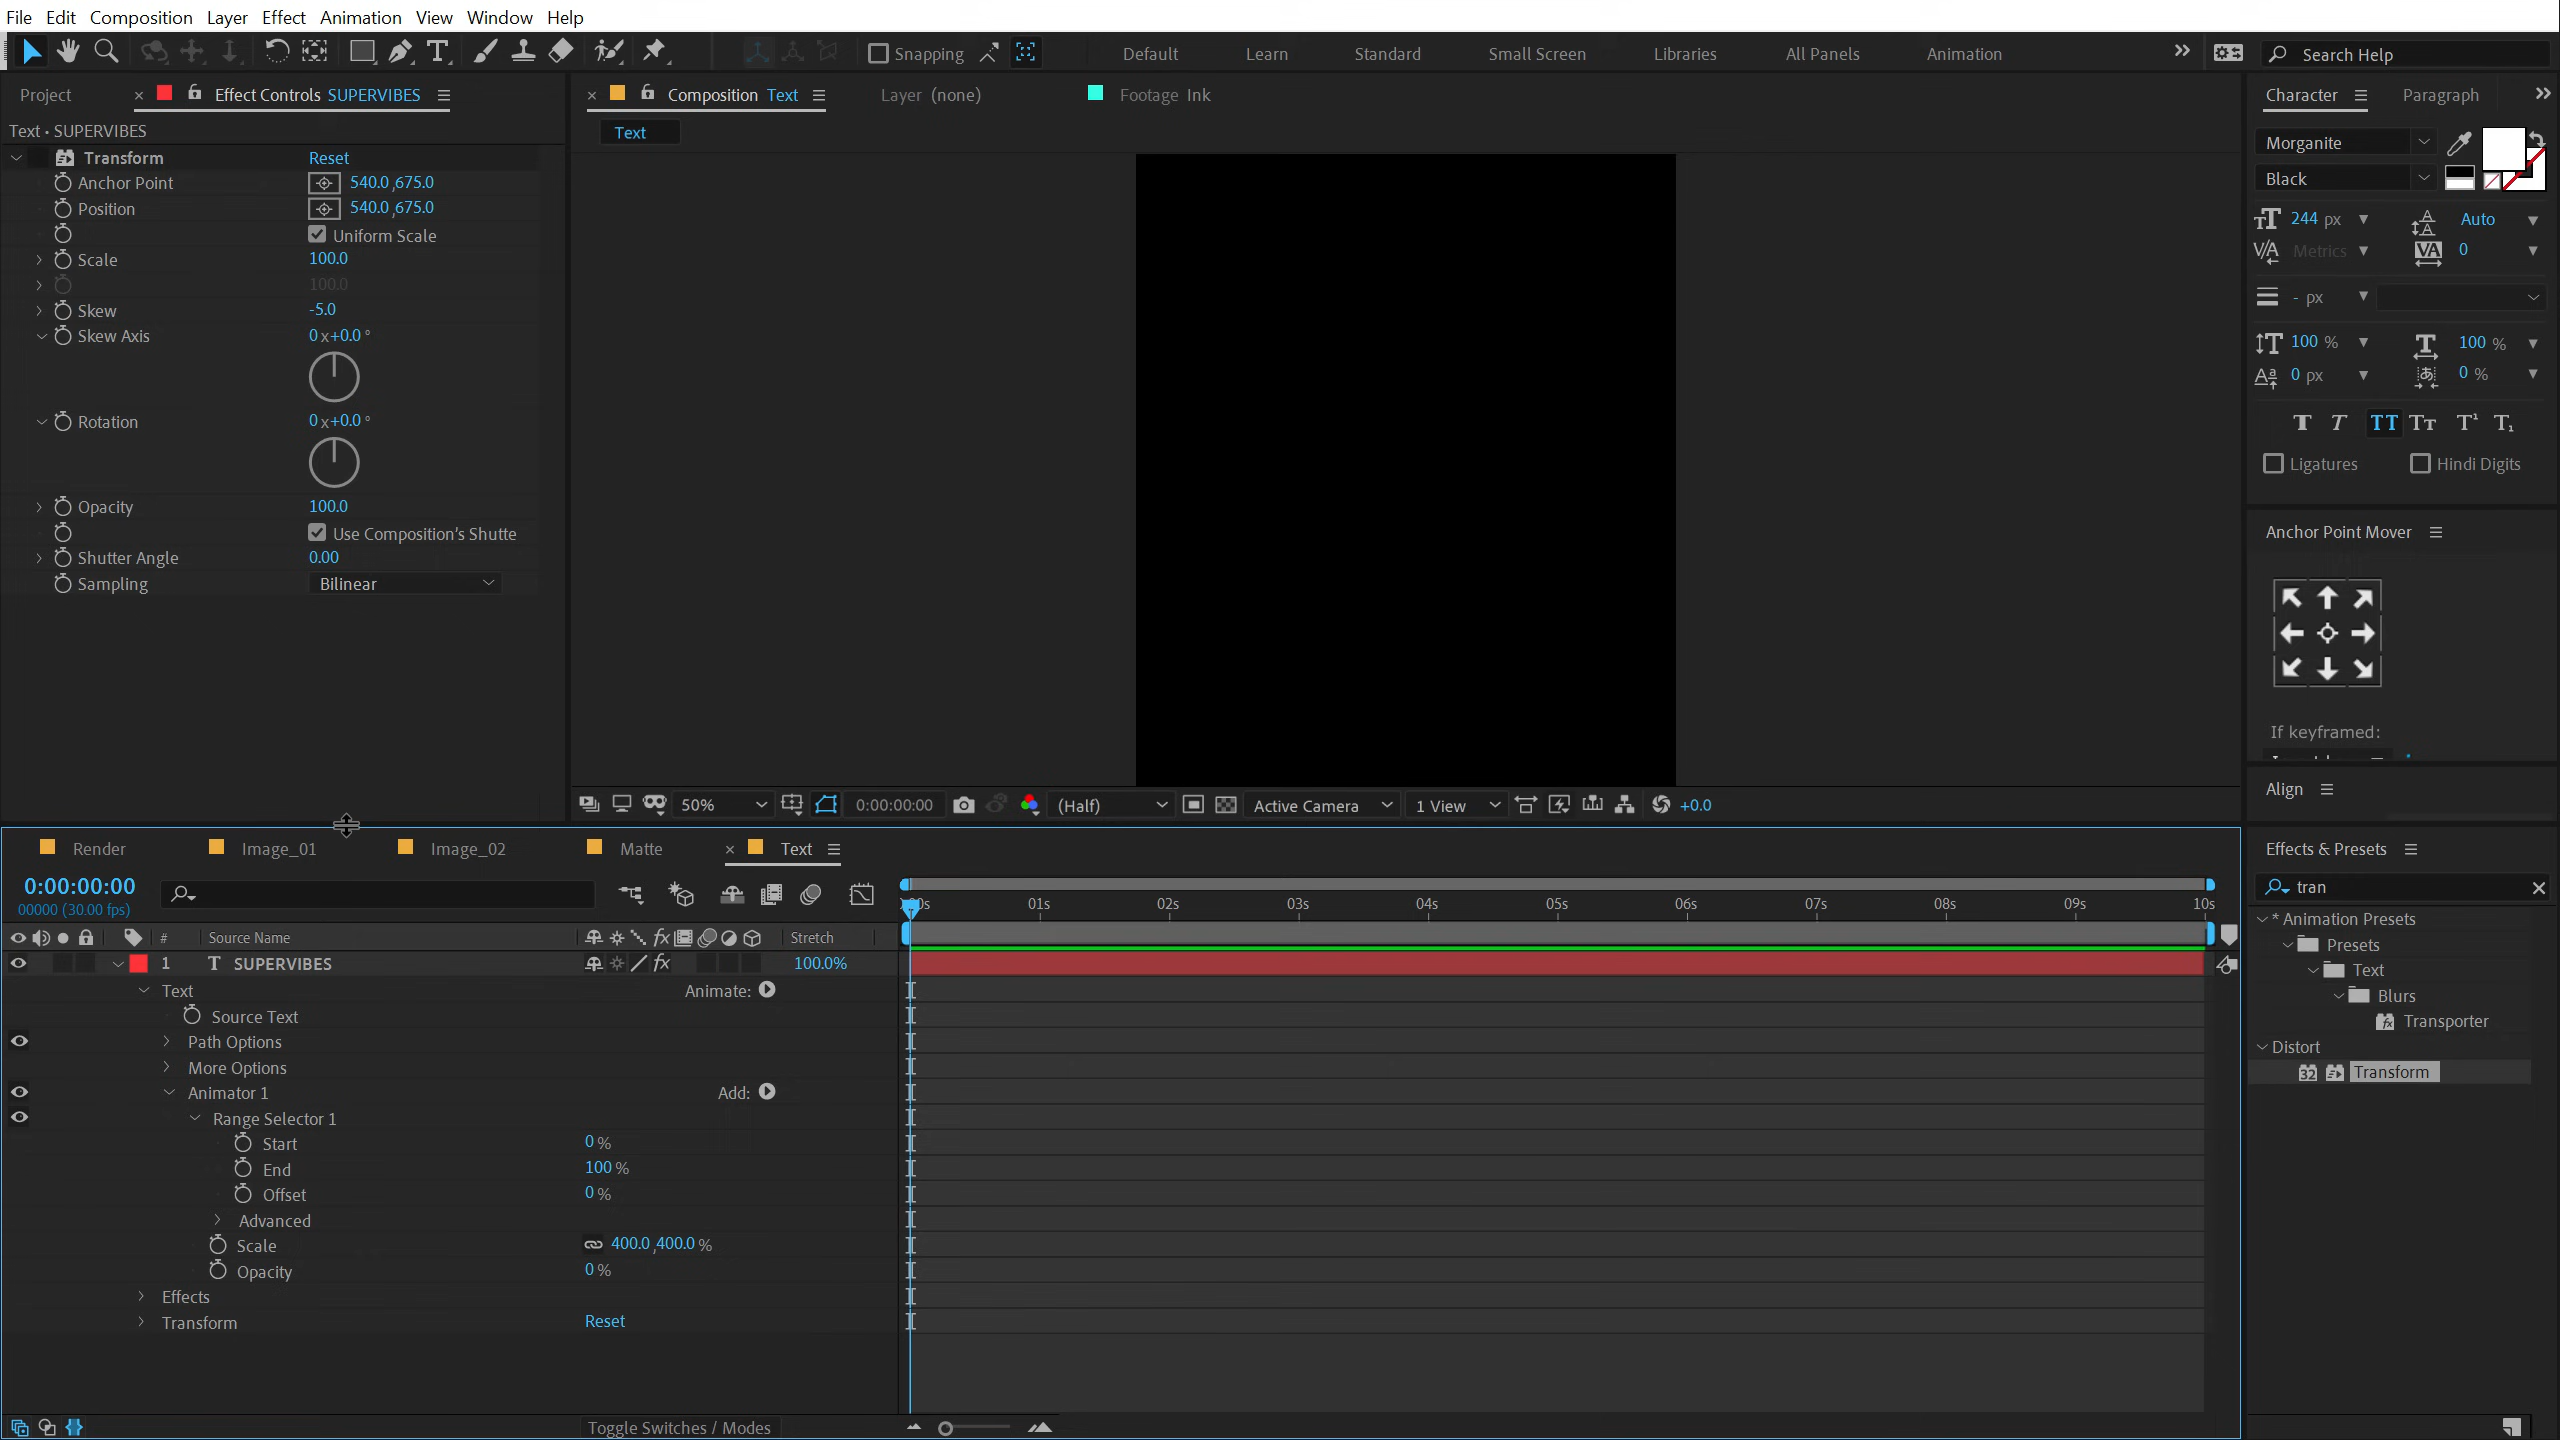 File Edit Composition Layer Effect Animation View Window Help
Snapping Default Learn Standard Small Screen Libraries All Panels Animation Search Help
Project Effect Controls SUPERVIBES
Composition Text Layer (none) Footage Ink
Character Paragraph
Text • SUPERVIBES
Text
Transform Reset
Anchor Point 540.0,675.0
Position 540.0,675.0
Uniform Scale
Scale 100.0
100.0
Skew -5.0
Skew Axis 0x+0.0°
Rotation 0x+0.0°
Opacity 100.0
Use Composition's Shutte
Shutter Angle 0.00
Sampling Bilinear
Morganite
Black
244 px Auto
Metrics 0
- px
100 % 100 %
0 px 0 %
Ligatures Hindi Digits
Anchor Point Mover
If keyframed:
Align
50% 0:00:00:00 (Half) Active Camera 1 View +0.0
Render Image_01 Image_02 Matte Text
Effects & Presets
0:00:00:00
00000 (30.00 fps)
01s 02s 03s 04s 05s 06s 07s 08s 09s 10s
tran
# Source Name Stretch
1 T SUPERVIBES 100.0%
Text Animate:
Source Text
Path Options
More Options
Animator 1 Add:
Range Selector 1
Start 0 %
End 100 %
Offset 0 %
Advanced
Scale 400.0,400.0 %
Opacity 0 %
Effects
Transform Reset
* Animation Presets
Presets
Text
Blurs
Transporter
Distort
32 Transform
Toggle Switches / Modes